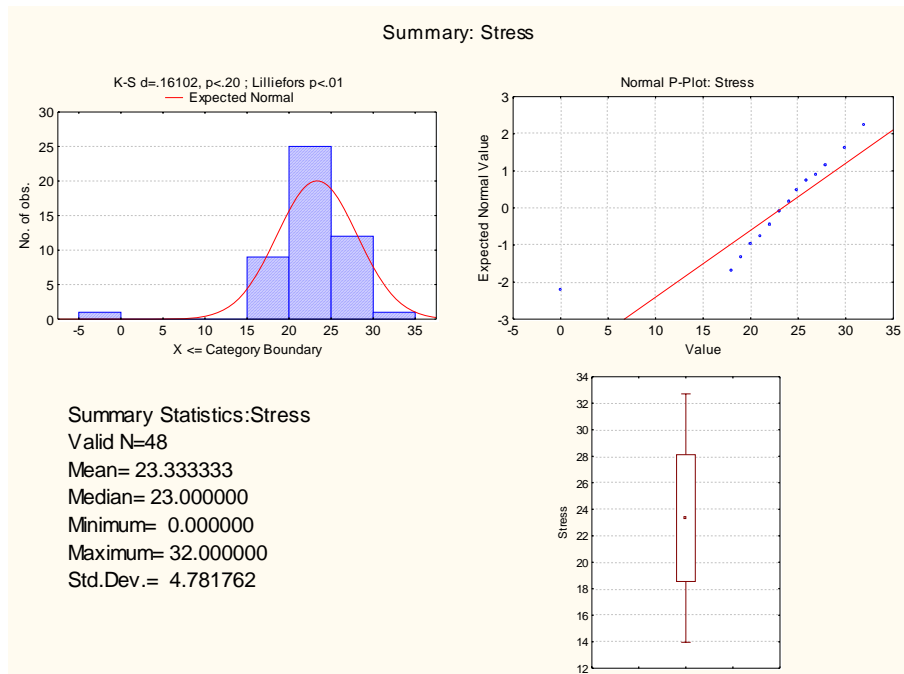 Summary: Stress
K-S d=.16102, p<.20 ; Lilliefors p<.01
Expected Normal
30
25
20
15
10
5
0
No. of obs.
-5 0 5 10 15 20 25 30 35
X <= Category Boundary
Normal P-Plot: Stress
3
2
1
0
-1
-2
-3
Expected Normal Value
-5 0 5 10 15 20 25 30 35
Value
Summary Statistics:Stress
Valid N=48
Mean= 23.333333
Median= 23.000000
Minimum= 0.000000
Maximum= 32.000000
Std.Dev.= 4.781762
34
32
30
28
26
24
22
20
18
16
14
12
Stress